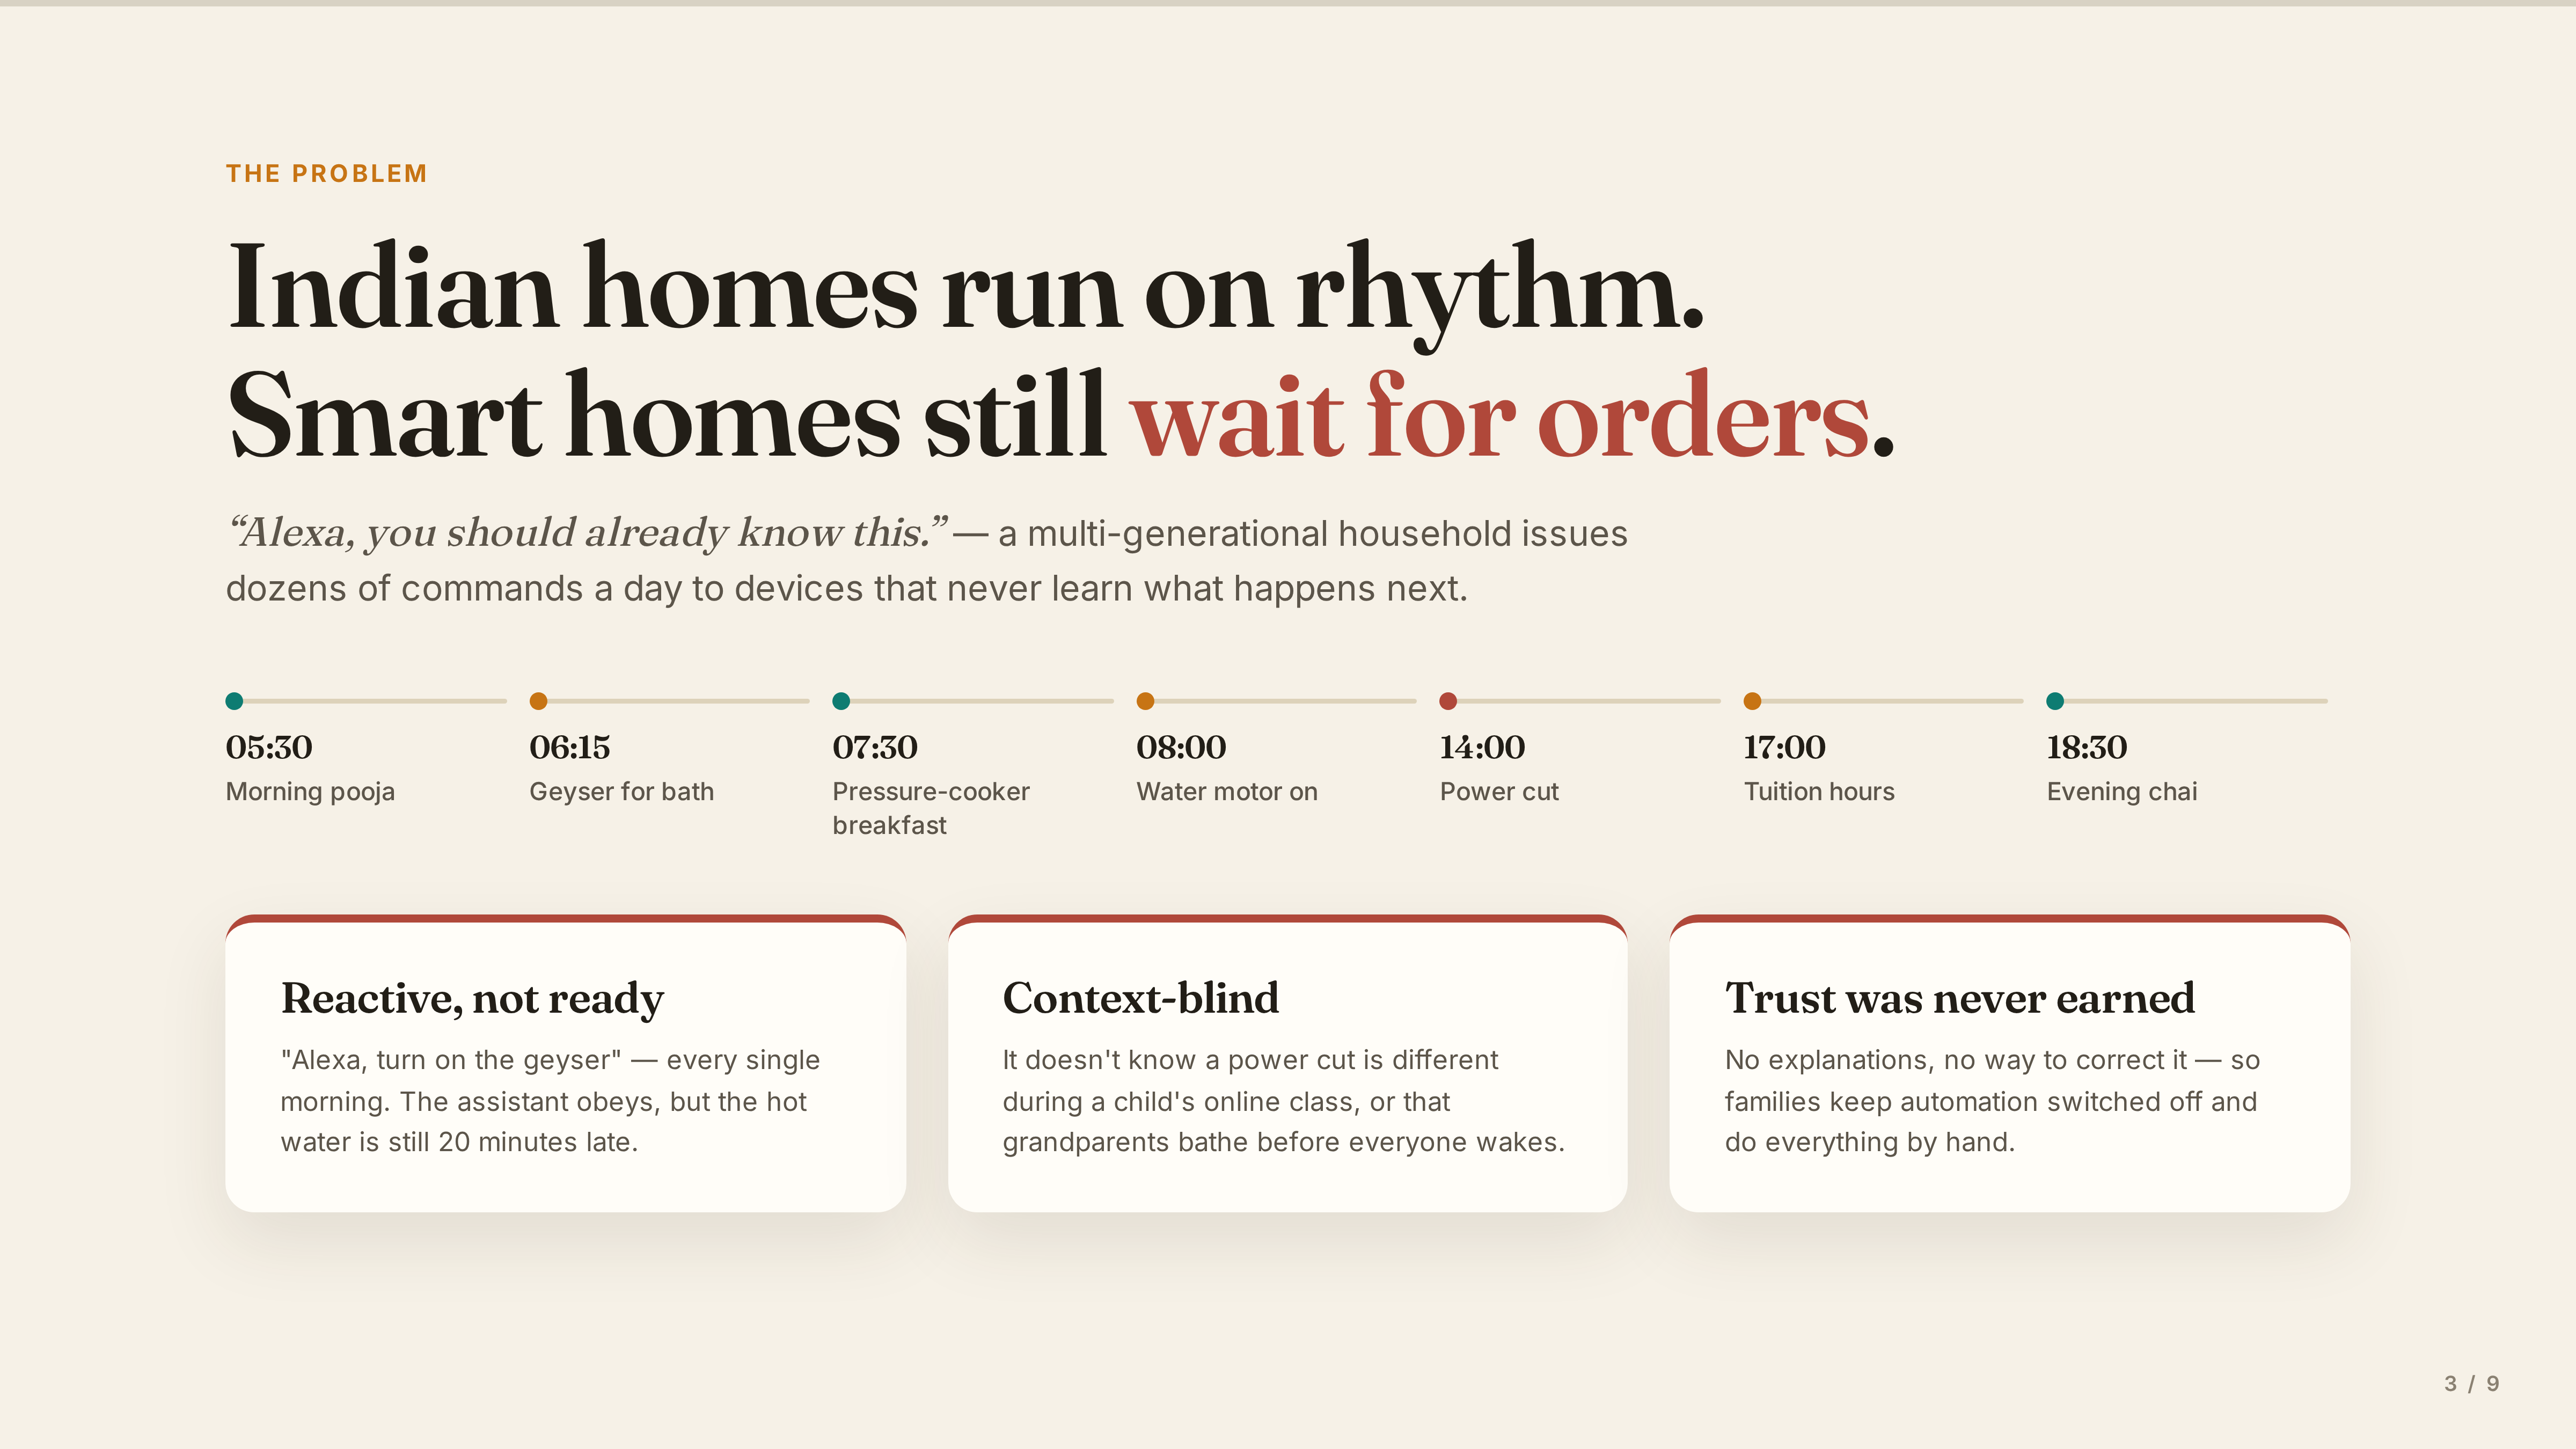 THE PROBLEM
Indian homes run on rhythm.
Smart homes still wait for orders.
“Alexa, you should already know this.” — a multi-generational household issues
dozens of commands a day to devices that never learn what happens next.
05:30
Morning pooja
06:15
Geyser for bath
07:30
Pressure-cooker
breakfast
08:00
Water motor on
14:00
Power cut
17:00
Tuition hours
18:30
Evening chai
Reactive, not ready
"Alexa, turn on the geyser" — every single
morning. The assistant obeys, but the hot
water is still 20 minutes late.
Context-blind
It doesn't know a power cut is different
during a child's online class, or that
grandparents bathe before everyone wakes.
Trust was never earned
No explanations, no way to correct it — so
families keep automation switched off and
do everything by hand.
3 / 9